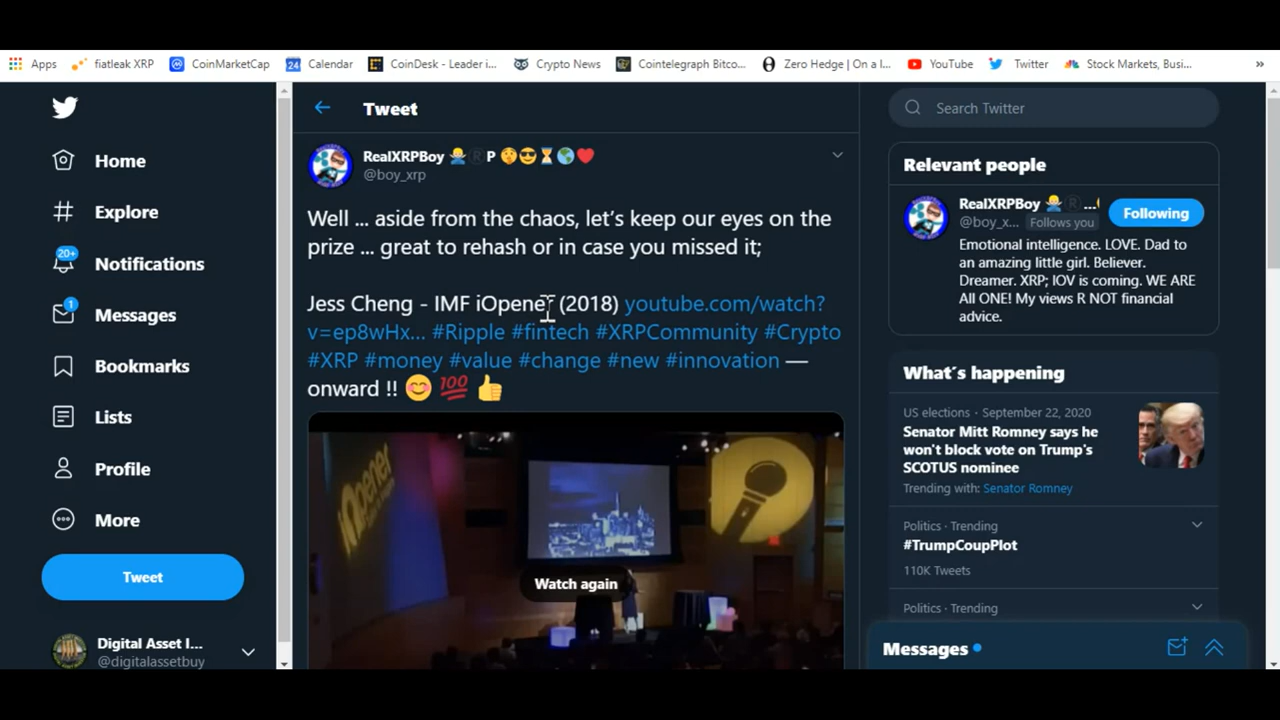 Apps fiatleak XRP CoinMarketCap Calendar CoinDesk - Leader i... Crypto News Cointelegraph Bitco... Zero Hedge | On a l... YouTube Twitter Stock Markets, Busi... »
24
Home
Explore
20+
Notifications
1
Messages
Bookmarks
Lists
Profile
More
Tweet
Digital Asset I...
@digitalassetbuy
Tweet
RealXRPBoy 🙅‍♂️ 🅁 P 🤫😎⌛🌎❤️
@boy_xrp
Well ... aside from the chaos, let's keep our eyes on the
prize ... great to rehash or in case you missed it;
Jess Cheng - IMF iOpener (2018) youtube.com/watch?
v=ep8wHx... #Ripple #fintech #XRPCommunity #Crypto
#XRP #money #value #change #new #innovation —
onward !! 😊 💯 👍
iOpener
Watch again
Search Twitter
Relevant people
RealXRPBoy 🙅‍♂️ ...
@boy_x... Follows you
Following
Emotional intelligence. LOVE. Dad to
an amazing little girl. Believer.
Dreamer. XRP; IOV is coming. WE ARE
All ONE! My views R NOT financial
advice.
What's happening
US elections · September 22, 2020
Senator Mitt Romney says he
won't block vote on Trump's
SCOTUS nominee
Trending with: Senator Romney
Politics · Trending
#TrumpCoupPlot
110K Tweets
Politics · Trending
Messages